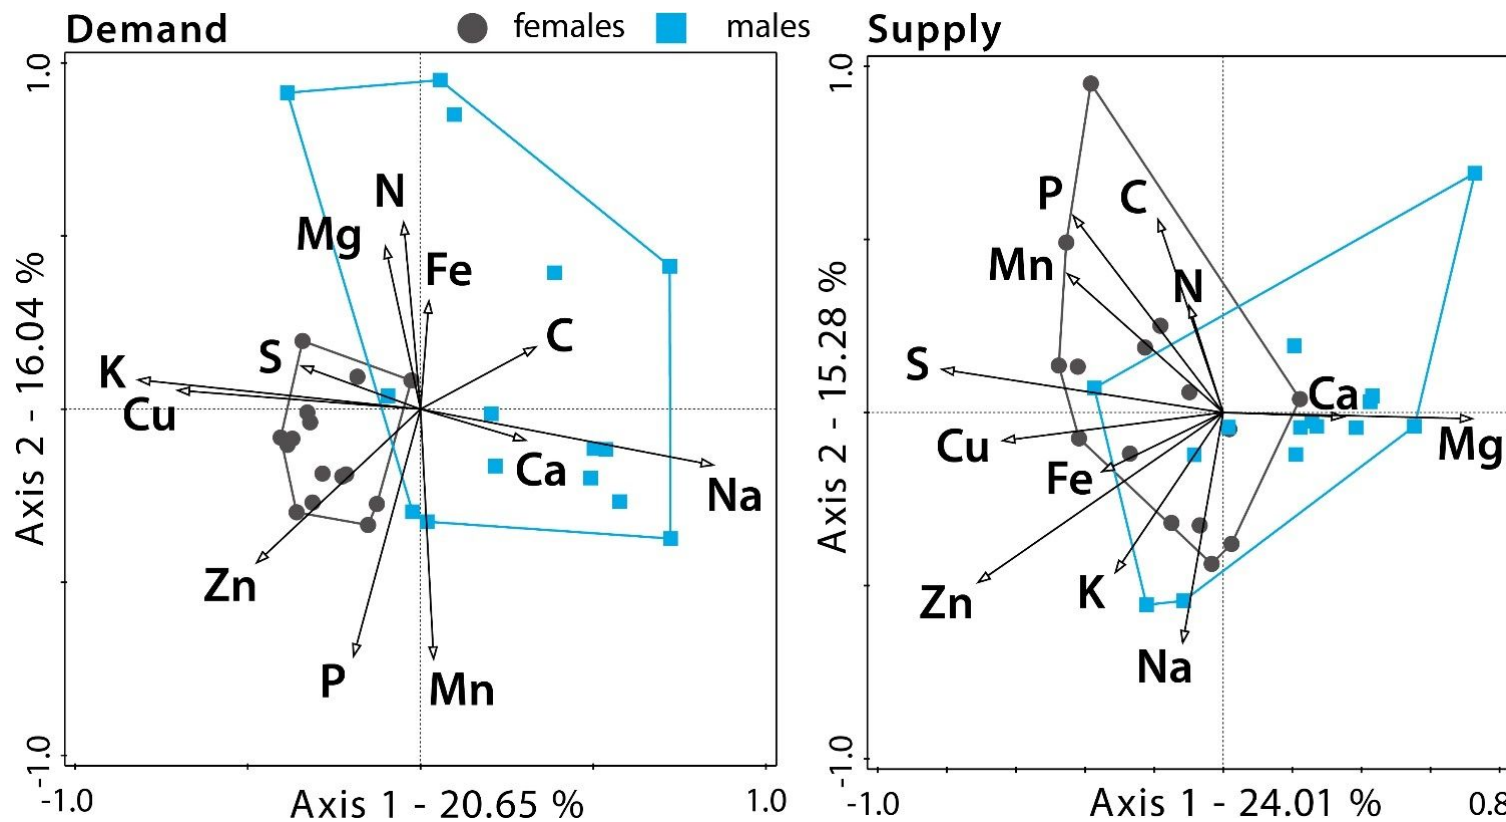 Demand
females
males
1.0
N
Mg
Fe
C
S
K
Cu
Ca
Na
Zn
P
Mn
Axis 2 - 16.04 %
-1.0
-1.0
Axis 1 - 20.65 %
1.0
Supply
1.0
P
C
Mn
N
S
Ca
Cu
Mg
Fe
Zn
K
Na
Axis 2 - 15.28 %
-1.0
-1.0
Axis 1 - 24.01 %
0.8